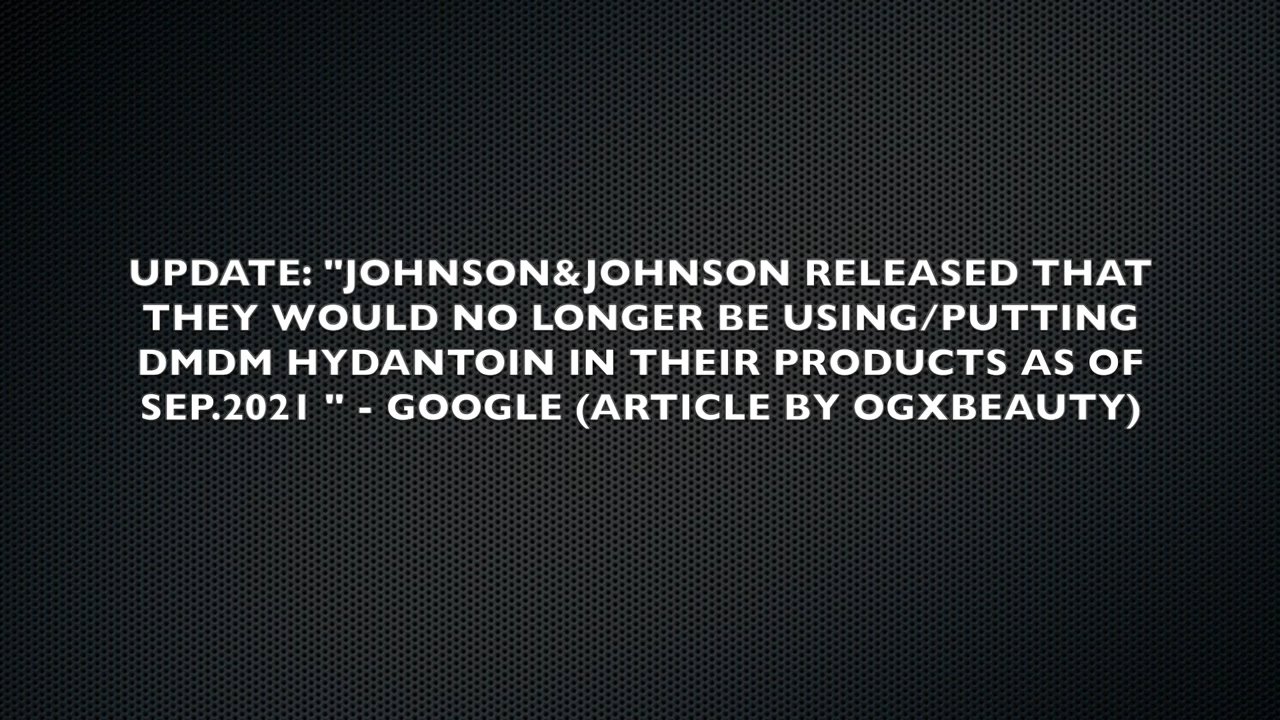 UPDATE: "JOHNSON&JOHNSON RELEASED THAT
THEY WOULD NO LONGER BE USING/PUTTING
DMDM HYDANTOIN IN THEIR PRODUCTS AS OF
SEP.2021 " - GOOGLE (ARTICLE BY OGXBEAUTY)